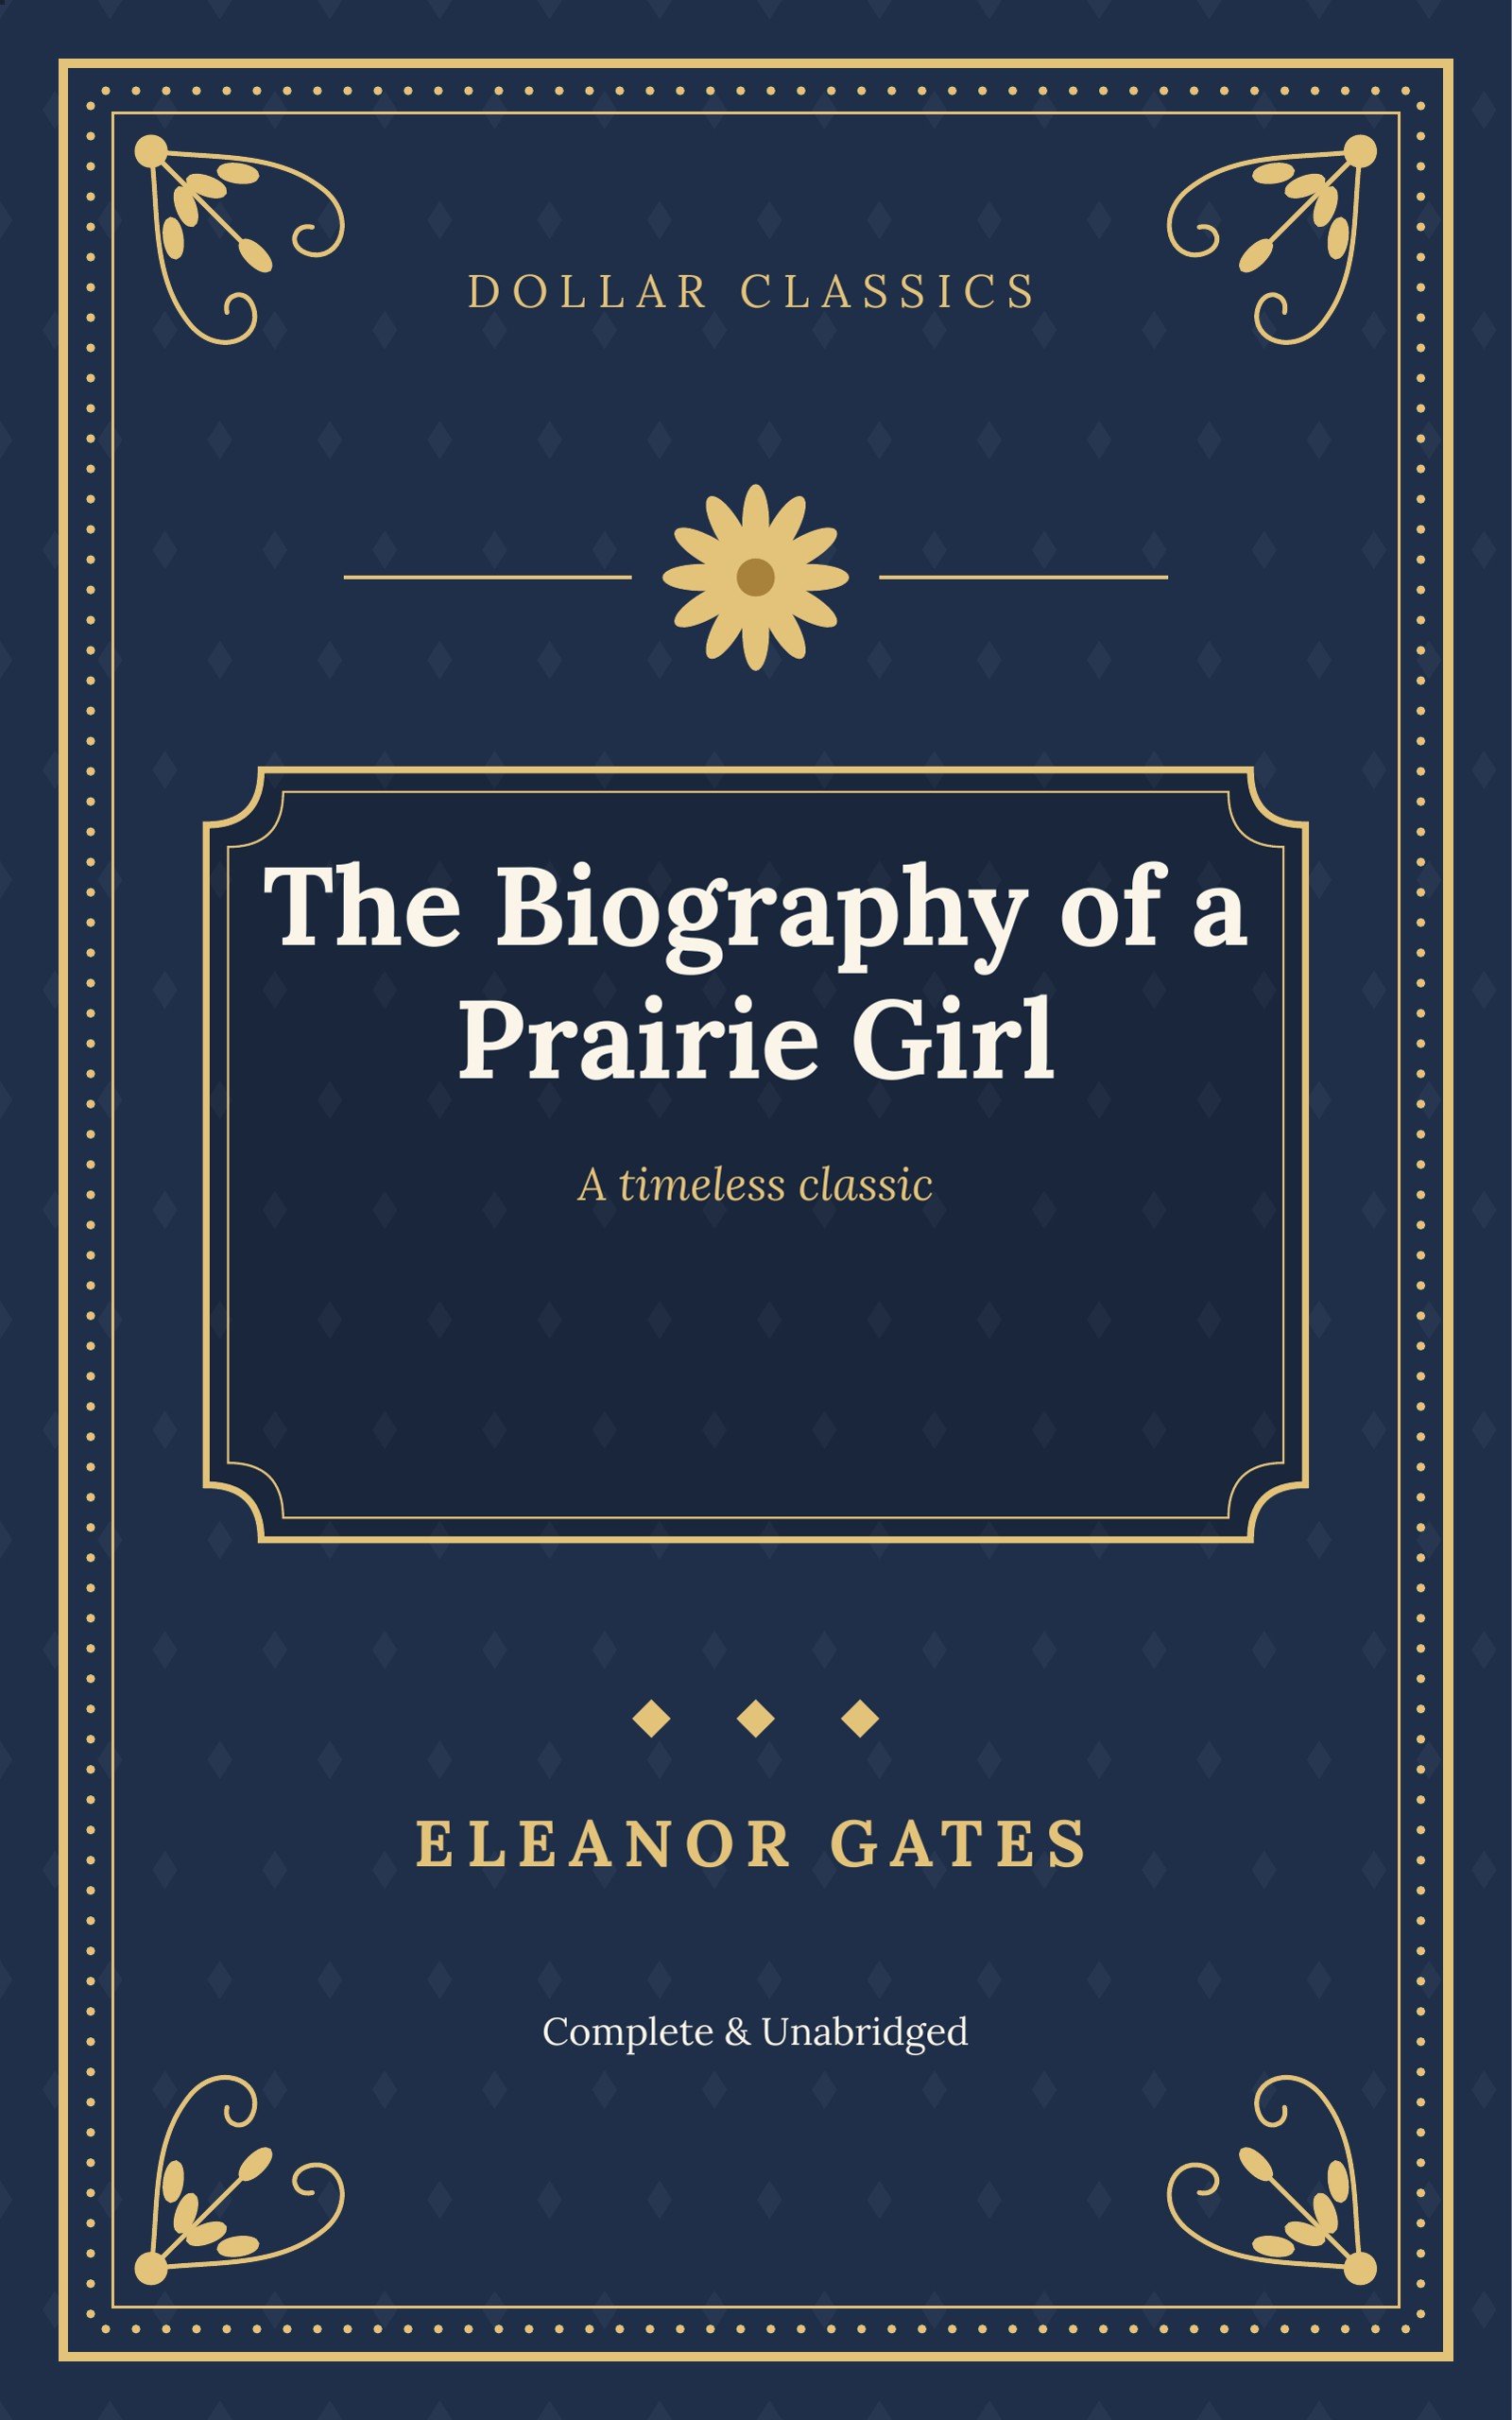 DOLLAR CLASSICS
The Biography of a
Prairie Girl
A timeless classic
ELEANOR GATES
Complete & Unabridged